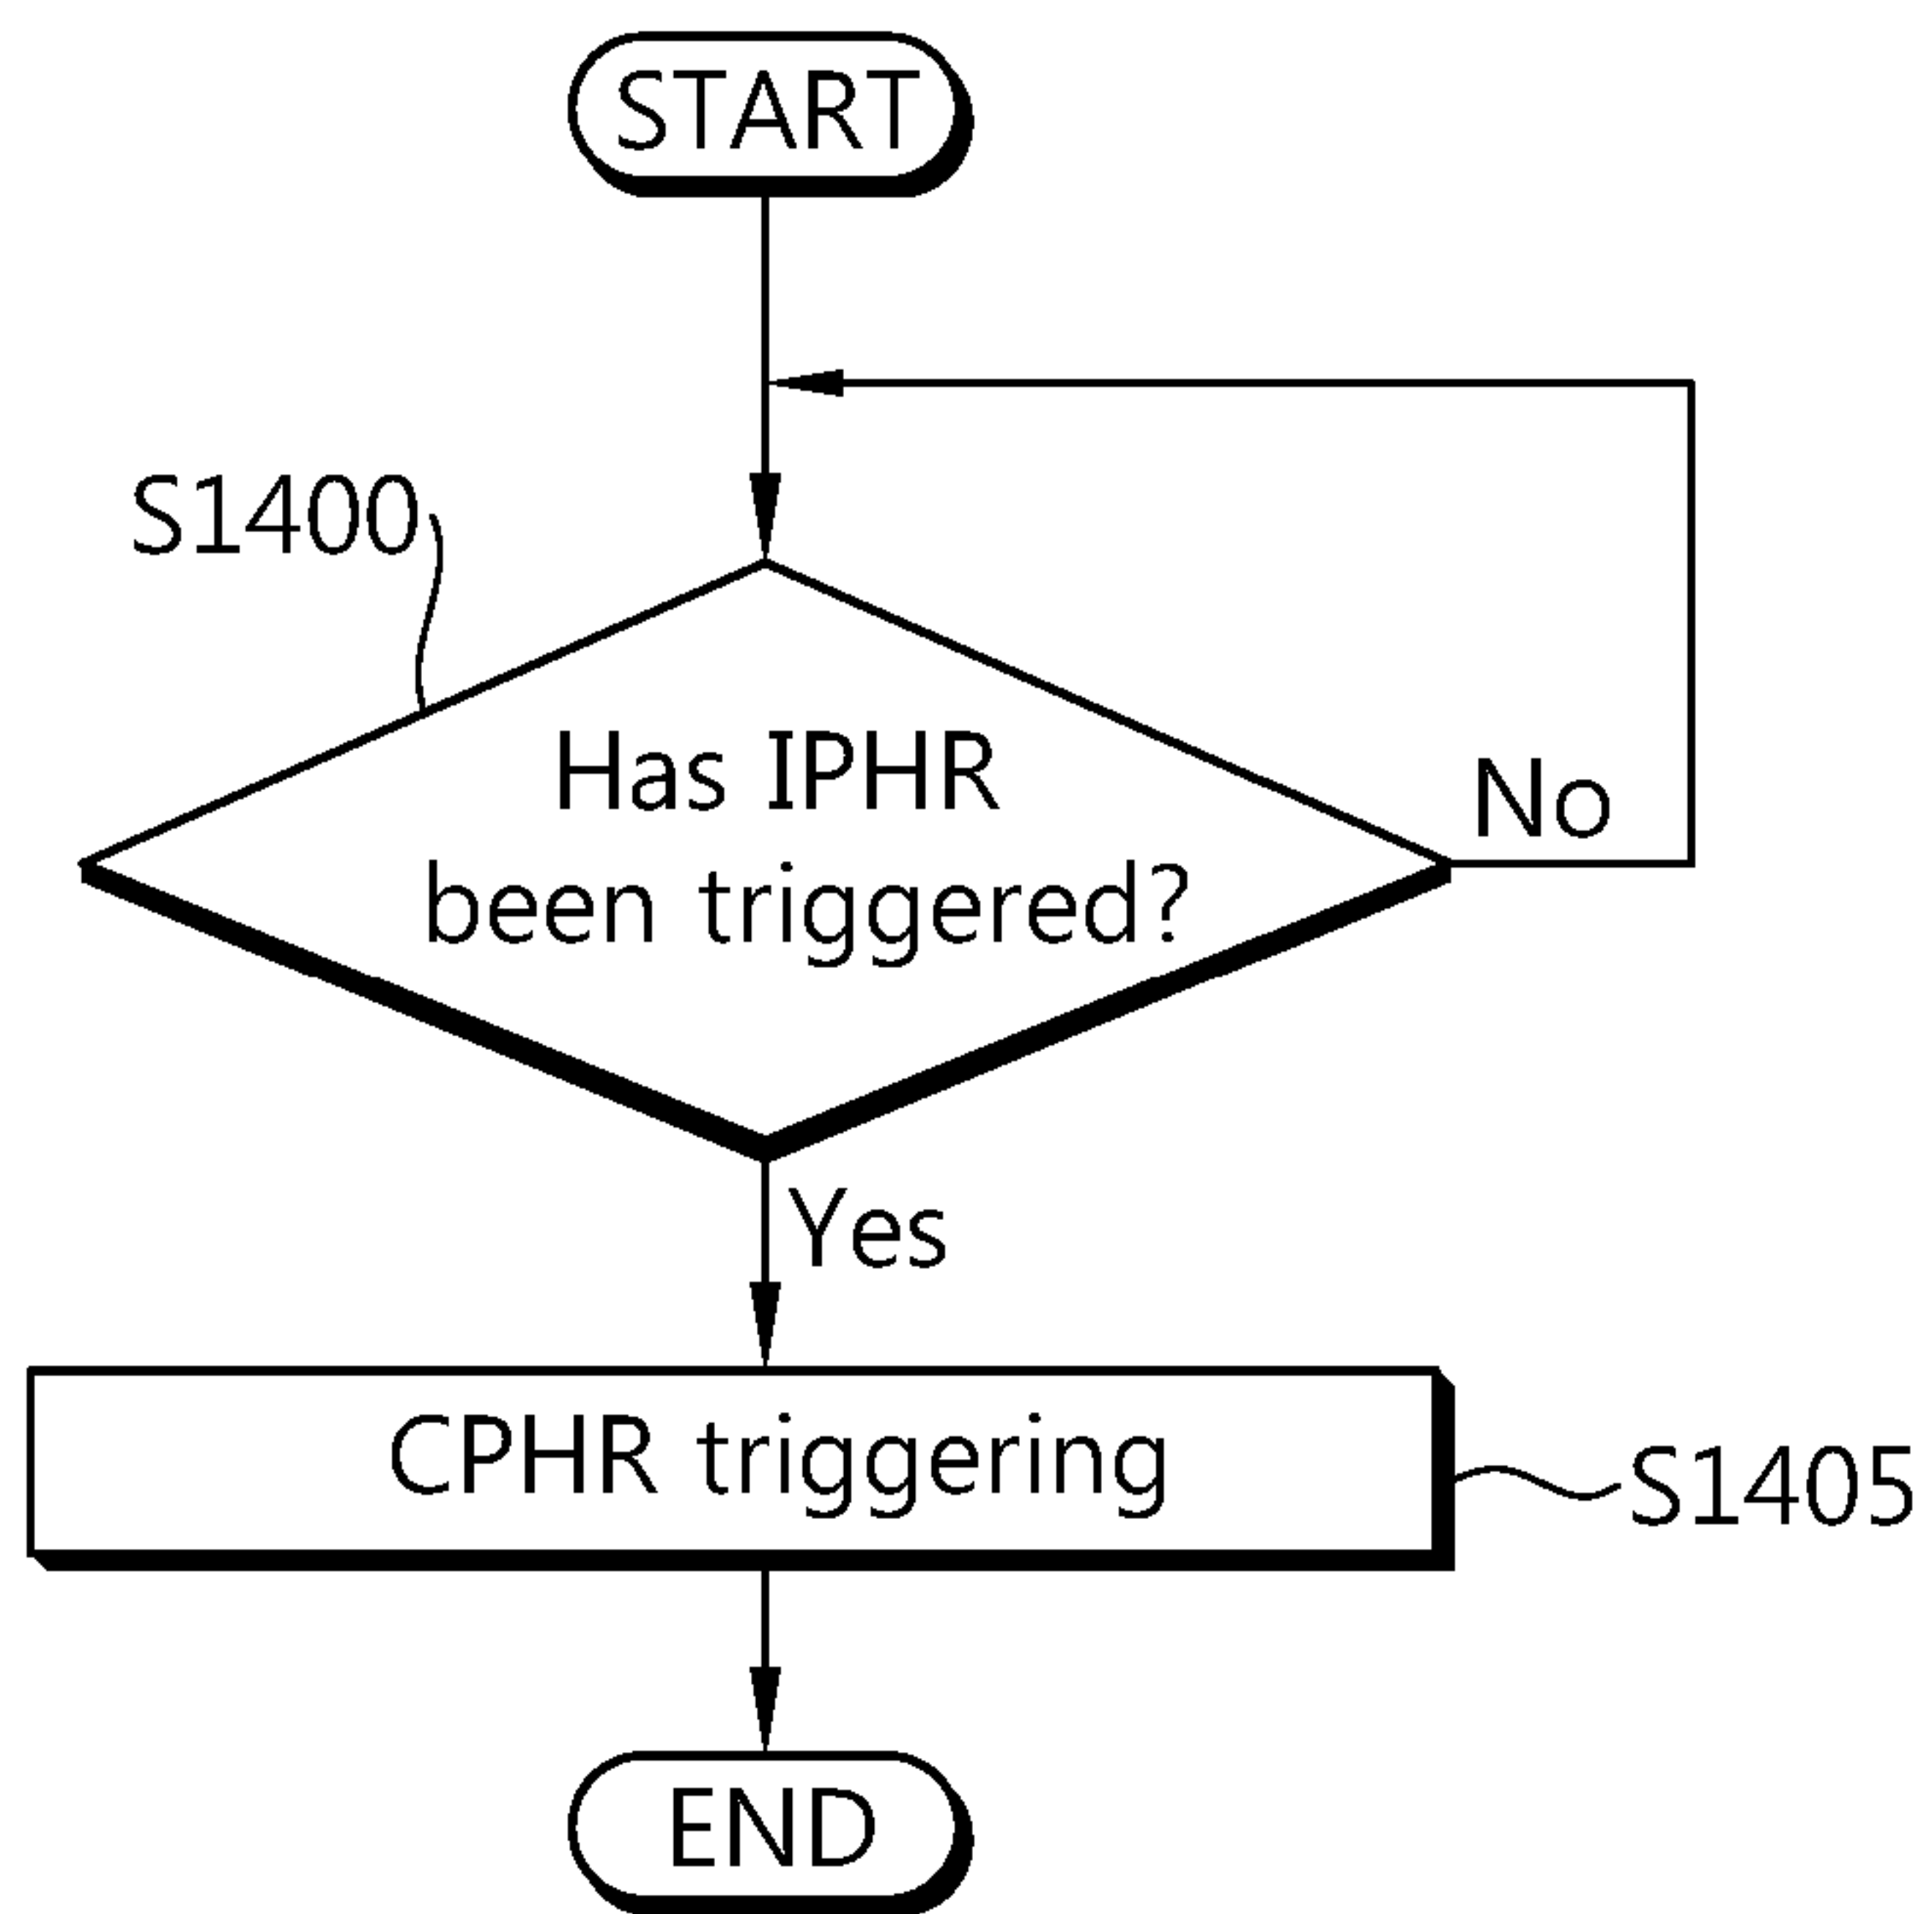 START
S1400
Has IPHR
been triggered?
No
Yes
CPHR triggering
S1405
END